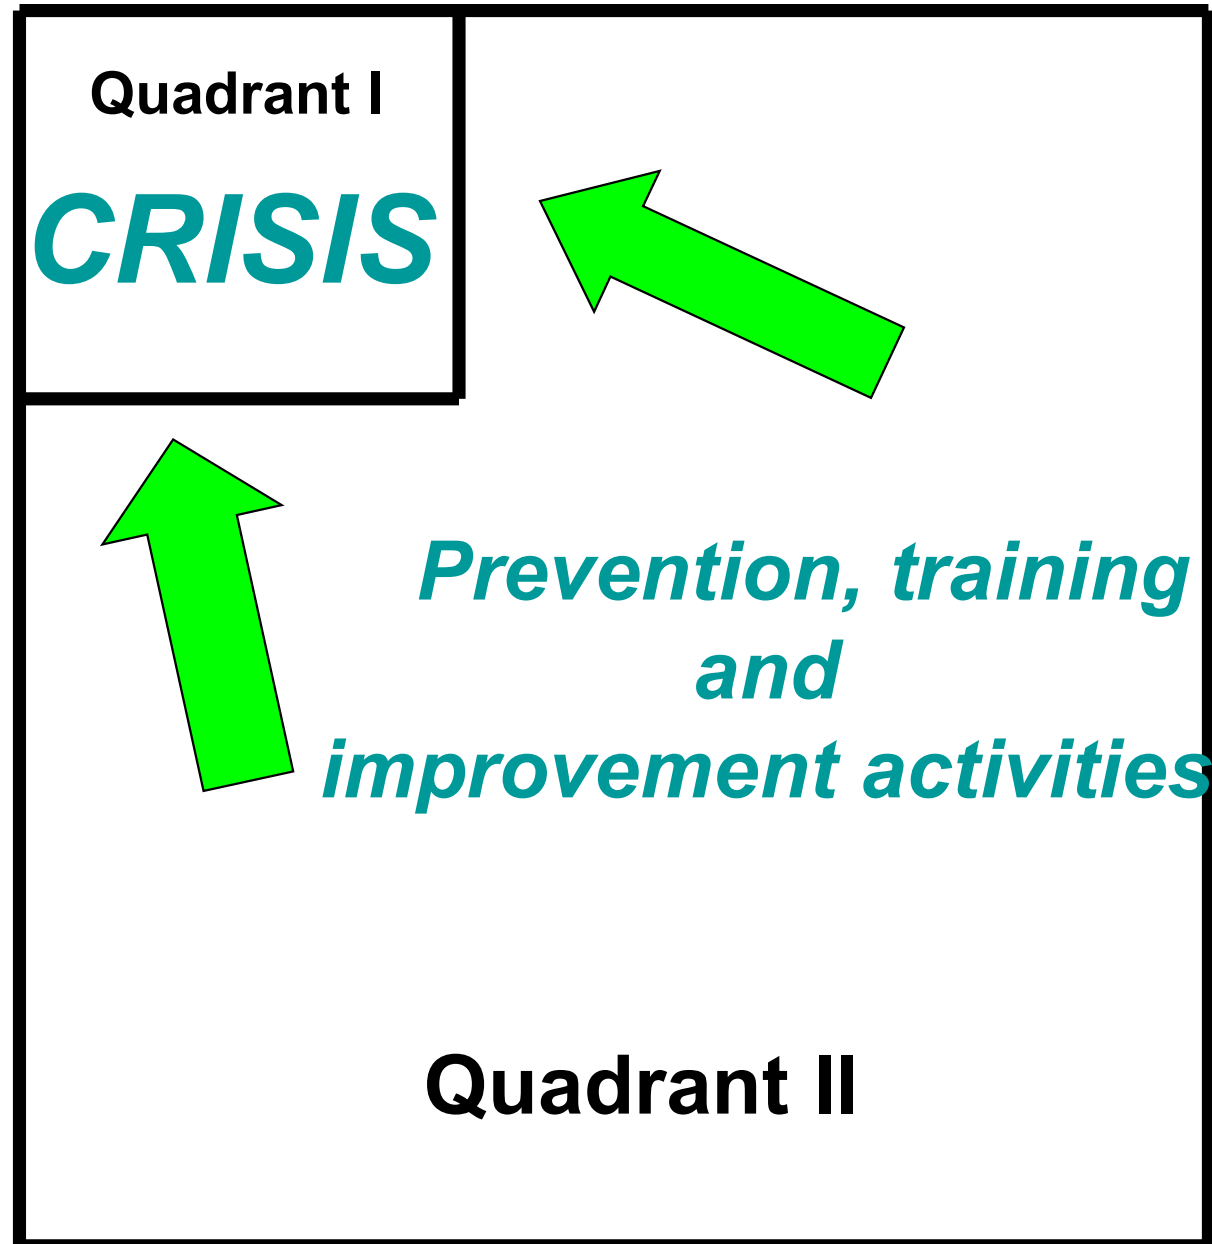 Quadrant I
CRISIS
Prevention, training
and
improvement activities
Quadrant II